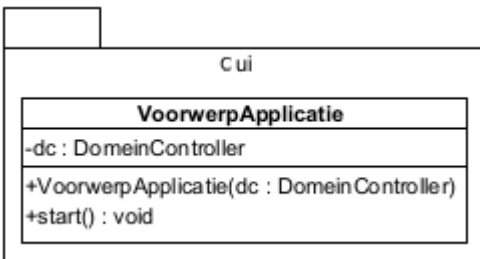 Cui
VoorwerpApplicatie
-dc : DomeinController
+VoorwerpApplicatie(dc : DomeinController)
+start() : void